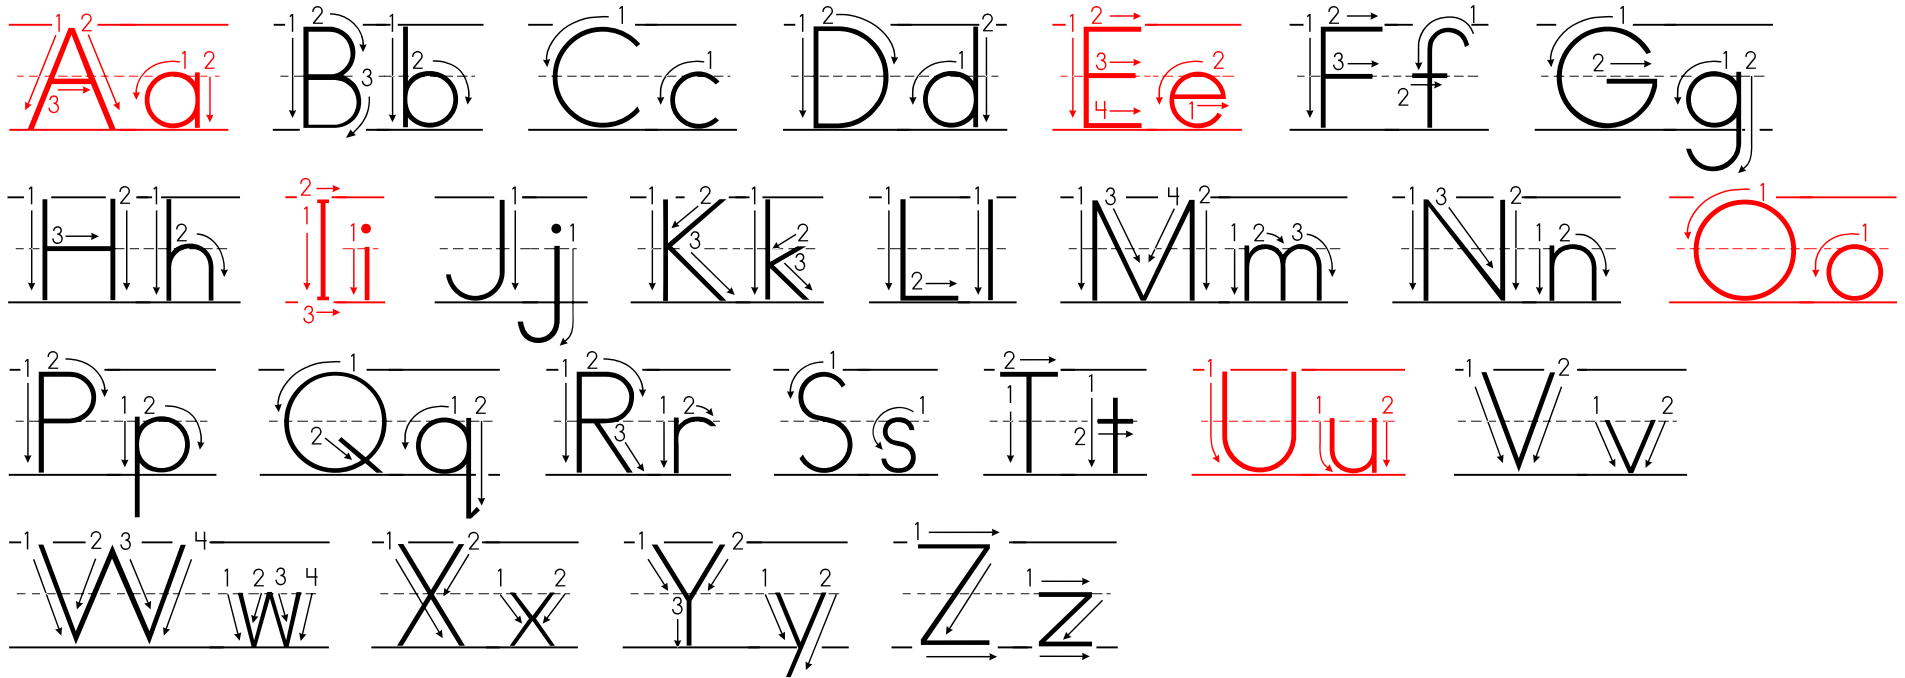 Aa Bb Cc Dd Ee Ff Gg
Hh Ii Jj Kk Ll Mm Nn Oo
Pp Qq Rr Ss Tt Uu Vv
Ww Xx Yy Zz